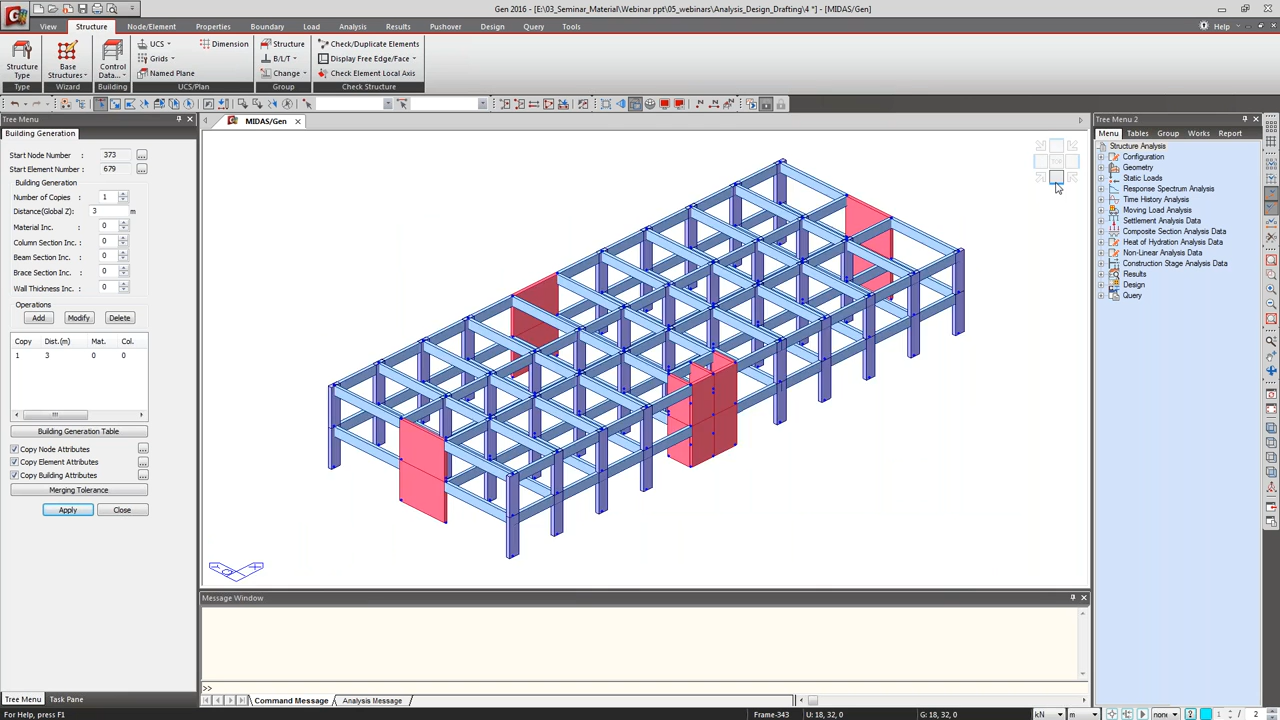 Gen 2016 - [E:\03_Seminar_Material\Webinar ppt\05_webinars\Analysis_Design_Drafting\4 *] - [MIDAS/Gen]
View Structure Node/Element Properties Boundary Load Analysis Results Pushover Design Query Tools Help
Structure Type
Base Structures
Control Data...
UCS
Grids
Dimension
Named Plane
Structure
B/L/T
Change
Check/Duplicate Elements
Display Free Edge/Face
Check Element Local Axis
Type Wizard Building UCS/Plan Group Check Structure
Tree Menu
Building Generation
Start Node Number : 373
Start Element Number : 679
Building Generation
Number of Copies 1
Distance(Global Z): 3 m
Material Inc. : 0
Column Section Inc. : 0
Beam Section Inc. : 0
Brace Section Inc. : 0
Wall Thickness Inc. : 0
Operations
Add Modify Delete
Copy Dist.(m) Mat. Col.
1 3 0 0
Building Generation Table
Copy Node Attributes ...
Copy Element Attributes ...
Copy Building Attributes ...
Merging Tolerance
Apply Close
Tree Menu Task Pane
MIDAS/Gen
TOP
Message Window
>>
Command Message Analysis Message
Tree Menu 2
Menu Tables Group Works Report
Structure Analysis
Configuration
Geometry
Static Loads
Response Spectrum Analysis
Time History Analysis
Moving Load Analysis
Settlement Analysis Data
Composite Section Analysis Data
Heat of Hydration Analysis Data
Non-Linear Analysis Data
Construction Stage Analysis Data
Results
Design
Query
For Help, press F1
Frame-343 U: 18, 32, 0 G: 18, 32, 0 kN m none 1 / 2